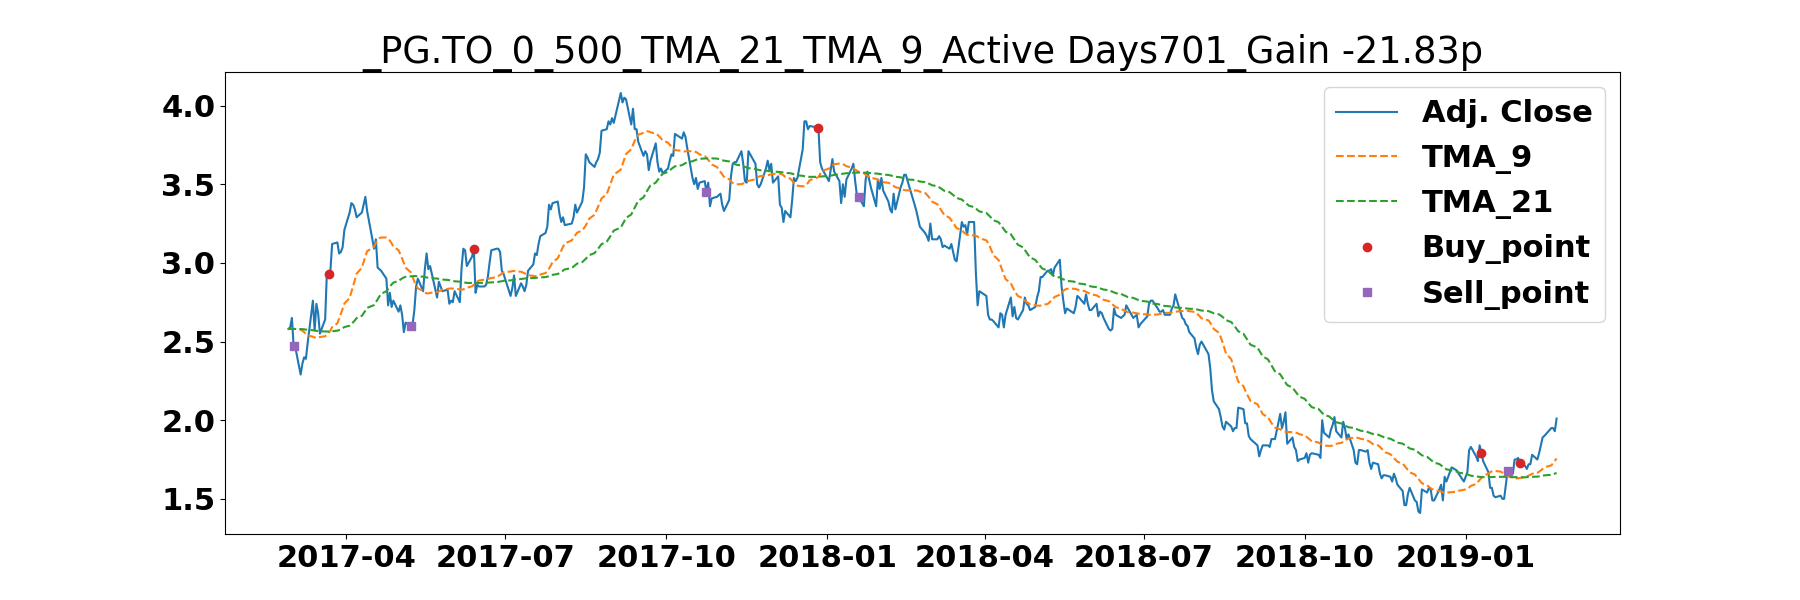 _PG.TO_0_500_TMA_21_TMA_9_Active Days701_Gain -21.83p
4.0
3.5
3.0
2.5
2.0
1.5
Adj. Close
TMA_9
TMA_21
Buy_point
Sell_point
2017-04 2017-07 2017-10 2018-01 2018-04 2018-07 2018-10 2019-01